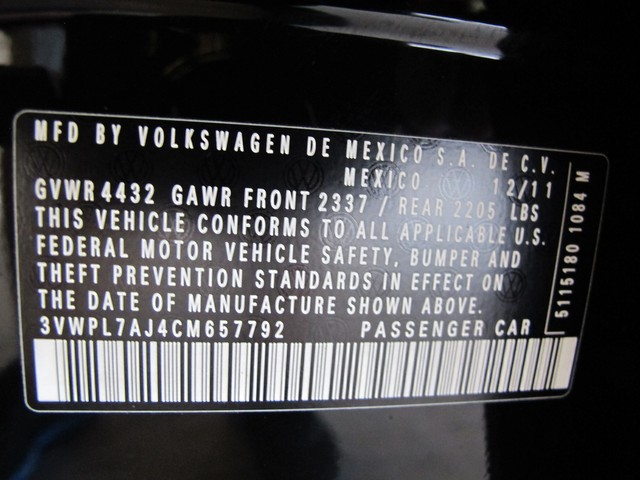 MFD BY VOLKSWAGEN DE MEXICO S.A. DE C.V.
MEXICO 12/11
GVWR 4432 GAWR FRONT 2337 / REAR 2205 LBS
THIS VEHICLE CONFORMS TO ALL APPLICABLE U.S.
FEDERAL MOTOR VEHICLE SAFETY, BUMPER AND
THEFT PREVENTION STANDARDS IN EFFECT ON
THE DATE OF MANUFACTURE SHOWN ABOVE.
3VWPL7AJ4CM657792 PASSENGER CAR
5115180 1084 M